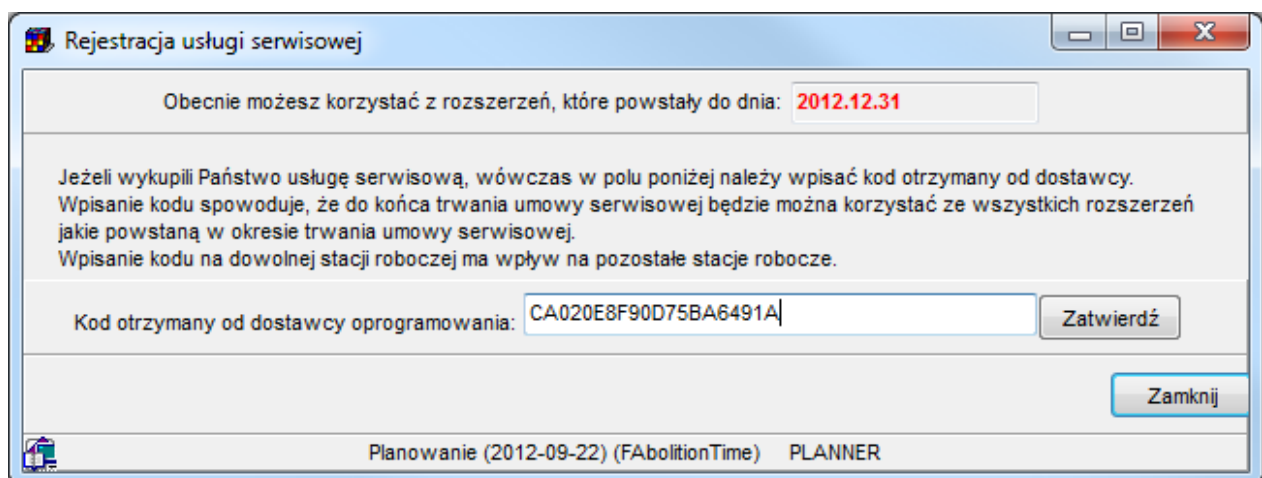 Rejestracja usługi serwisowej
Obecnie możesz korzystać z rozszerzeń, które powstały do dnia: 2012.12.31
Jeżeli wykupili Państwo usługę serwisową, wówczas w polu poniżej należy wpisać kod otrzymany od dostawcy.
Wpisanie kodu spowoduje, że do końca trwania umowy serwisowej będzie można korzystać ze wszystkich rozszerzeń
jakie powstaną w okresie trwania umowy serwisowej.
Wpisanie kodu na dowolnej stacji roboczej ma wpływ na pozostałe stacje robocze.
Kod otrzymany od dostawcy oprogramowania: CA020E8F90D75BA6491A Zatwierdź
Zamknij
Planowanie (2012-09-22) (FAbolitionTime) PLANNER